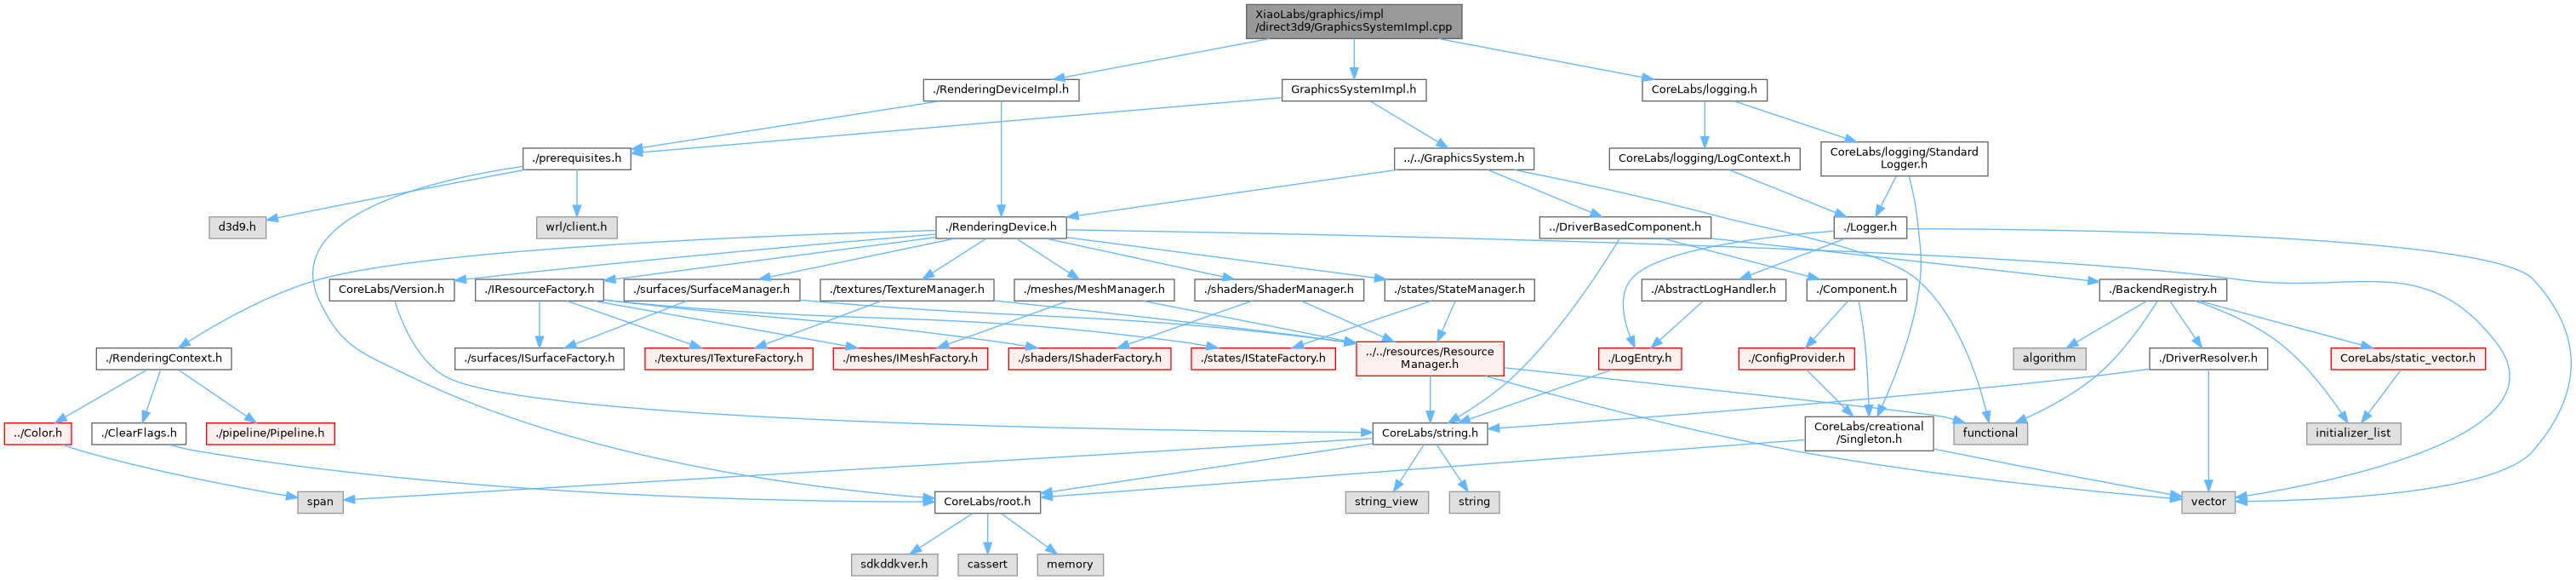 XiaoLabs/graphics/impl
/direct3d9/GraphicsSystemImpl.cpp
./RenderingDeviceImpl.h
GraphicsSystemImpl.h
CoreLabs/logging.h
./prerequisites.h
../../GraphicsSystem.h
CoreLabs/logging/LogContext.h
CoreLabs/logging/Standard
Logger.h
d3d9.h
wrl/client.h
./RenderingDevice.h
../DriverBasedComponent.h
./Logger.h
CoreLabs/Version.h
./IResourceFactory.h
./surfaces/SurfaceManager.h
./textures/TextureManager.h
./meshes/MeshManager.h
./shaders/ShaderManager.h
./states/StateManager.h
./AbstractLogHandler.h
./Component.h
./BackendRegistry.h
./RenderingContext.h
./surfaces/ISurfaceFactory.h
./textures/ITextureFactory.h
./meshes/IMeshFactory.h
./shaders/IShaderFactory.h
./states/IStateFactory.h
../../resources/Resource
Manager.h
./LogEntry.h
./ConfigProvider.h
algorithm
./DriverResolver.h
CoreLabs/static_vector.h
../Color.h
./ClearFlags.h
./pipeline/Pipeline.h
CoreLabs/string.h
CoreLabs/creational
/Singleton.h
functional
initializer_list
span
CoreLabs/root.h
string_view
string
vector
sdkddkver.h
cassert
memory